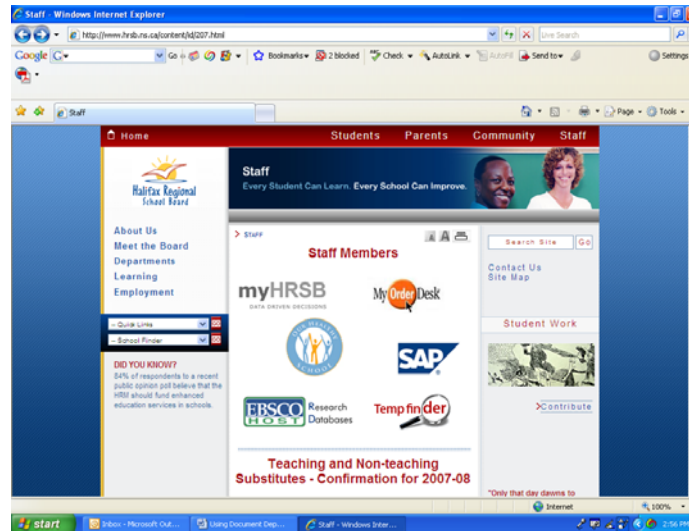 Staff - Windows Internet Explorer
http://www.hrsb.ns.ca/content/id/207.html
Live Search
Google G
Go
Bookmarks
2 blocked
Check
AutoLink
AutoFill
Send to
Settings
Staff
Page
Tools
Home
Students
Parents
Community
Staff
Halifax Regional
School Board
Staff
Every Student Can Learn. Every School Can Improve.
About Us
Meet the Board
Departments
Learning
Employment
-- Quick Links
-- School Finder
DID YOU KNOW?
84% of respondents to a recent
public opinion poll believe that the
HRM should fund enhanced
education services in schools.
> STAFF
A A
Staff Members
myHRSB
DATA DRIVEN DECISIONS
My Order Desk
SAP
EBSCO
HOST
Research
Databases
Temp finder
Teaching and Non-teaching
Substitutes - Confirmation for 2007-08
Search Site
Go
Contact Us
Site Map
Student Work
>Contribute
"Only that day dawns to
Internet
100%
start
Inbox - Microsoft Out...
Using Document Dep...
Staff - Windows Inter...
2:56 PM